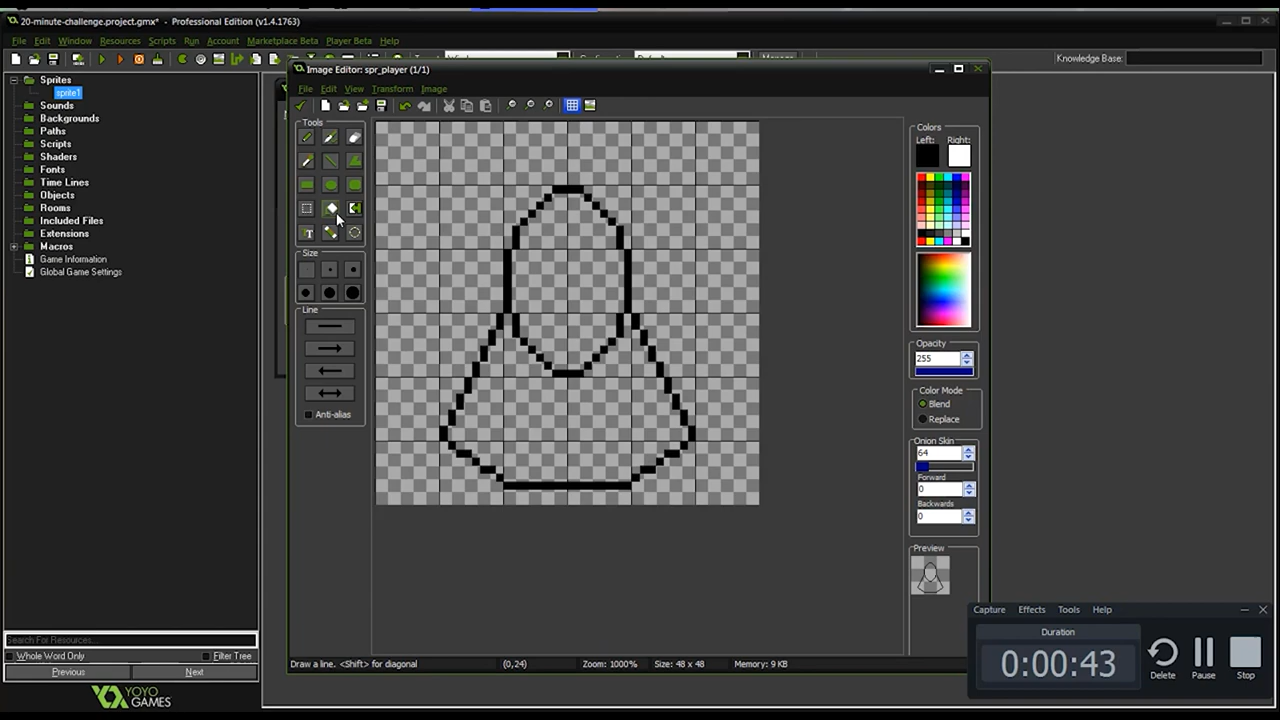 20-minute-challenge.project.gmx* - Professional Edition (v1.4.1763)
File Edit Window Resources Scripts Run Account Marketplace Beta Player Beta Help
Knowledge Base:
Sprites
sprite1
Sounds
Backgrounds
Paths
Scripts
Shaders
Fonts
Time Lines
Objects
Rooms
Included Files
Extensions
Macros
Game Information
Global Game Settings
Search For Resources...
Whole Word Only Filter Tree
Previous Next
YOYO
GAMES
Image Editor: spr_player (1/1)
File Edit View Transform Image
Tools
T
Size
Line
Anti-alias
Colors
Left: Right:
Opacity
255
Color Mode
Blend
Replace
Onion Skin
64
Forward
0
Backwards
0
Preview
Draw a line. <Shift> for diagonal (0,24) Zoom: 1000% Size: 48 x 48 Memory: 9 KB
Capture Effects Tools Help
Duration
0:00:43
Delete Pause Stop